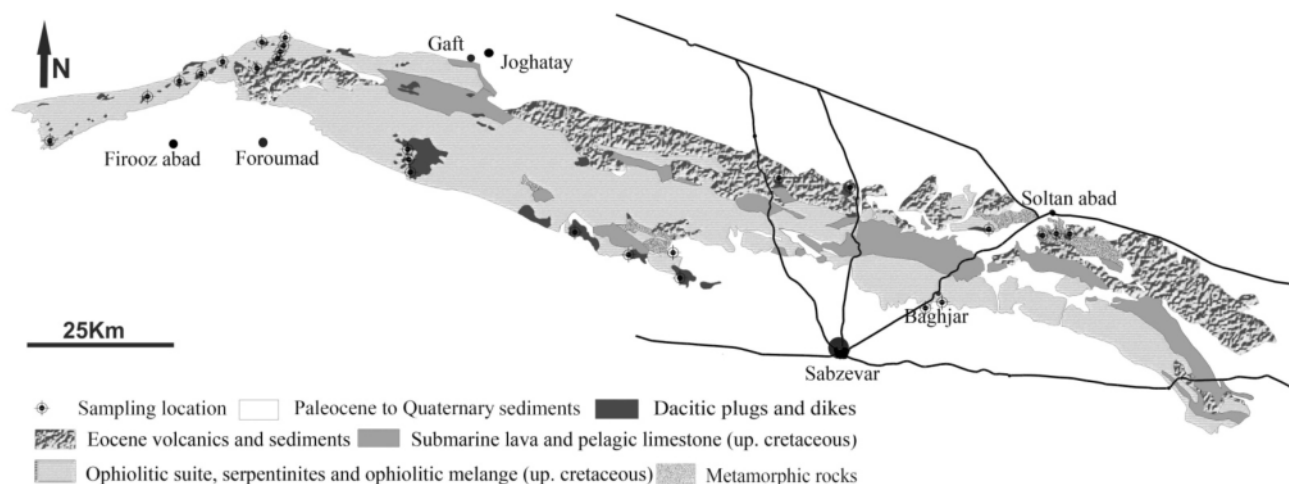 N
Gaft
Joghatay
Firooz abad
Foroumad
Soltan abad
Baghjar
25Km
Sabzevar
Sampling location
Paleocene to Quaternary sediments
Dacitic plugs and dikes
Eocene volcanics and sediments
Submarine lava and pelagic limestone (up. cretaceous)
Ophiolitic suite, serpentinites and ophiolitic melange (up. cretaceous)
Metamorphic rocks